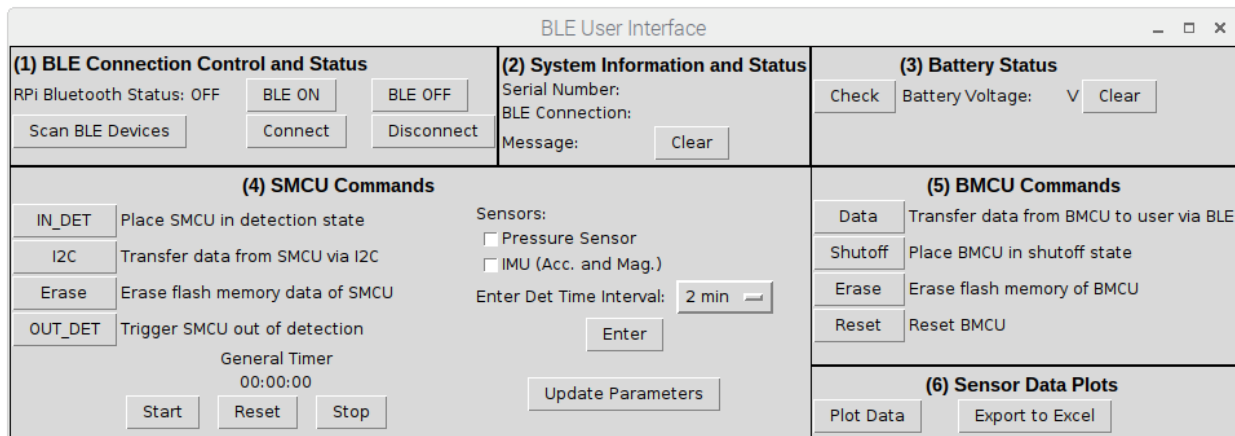 BLE User Interface
(1) BLE Connection Control and Status
RPi Bluetooth Status: OFF
BLE ON
BLE OFF
Scan BLE Devices
Connect
Disconnect
(2) System Information and Status
Serial Number:
BLE Connection:
Message:
Clear
(3) Battery Status
Check
Battery Voltage:
V
Clear
(4) SMCU Commands
IN_DET
Place SMCU in detection state
I2C
Transfer data from SMCU via I2C
Erase
Erase flash memory data of SMCU
OUT_DET
Trigger SMCU out of detection
General Timer
00:00:00
Start
Reset
Stop
Sensors:
Pressure Sensor
IMU (Acc. and Mag.)
Enter Det Time Interval:
2 min
Enter
Update Parameters
(5) BMCU Commands
Data
Transfer data from BMCU to user via BLE
Shutoff
Place BMCU in shutoff state
Erase
Erase flash memory of BMCU
Reset
Reset BMCU
(6) Sensor Data Plots
Plot Data
Export to Excel